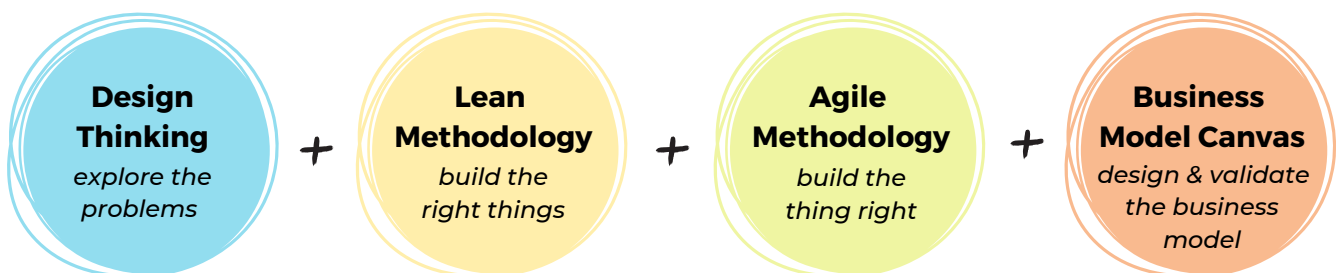 Design
Thinking
explore the
problems
+
Lean
Methodology
build the
right things
+
Agile
Methodology
build the
thing right
+
Business
Model Canvas
design & validate
the business
model